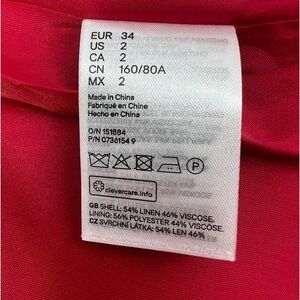 EUR 34
US 2
CA 2
CN 160/80A
MX 2
Made in China
Fabriqué en Chine
Hecho en China
O/N 151884
P/N 0736154 9
P
clevercare.info
GB SHELL: 54% LINEN 46% VISCOSE.
LINING: 56% POLYESTER 44% VISCOSE.
CZ SVRCHNÍ LÁTKA: 54% LEN 46%